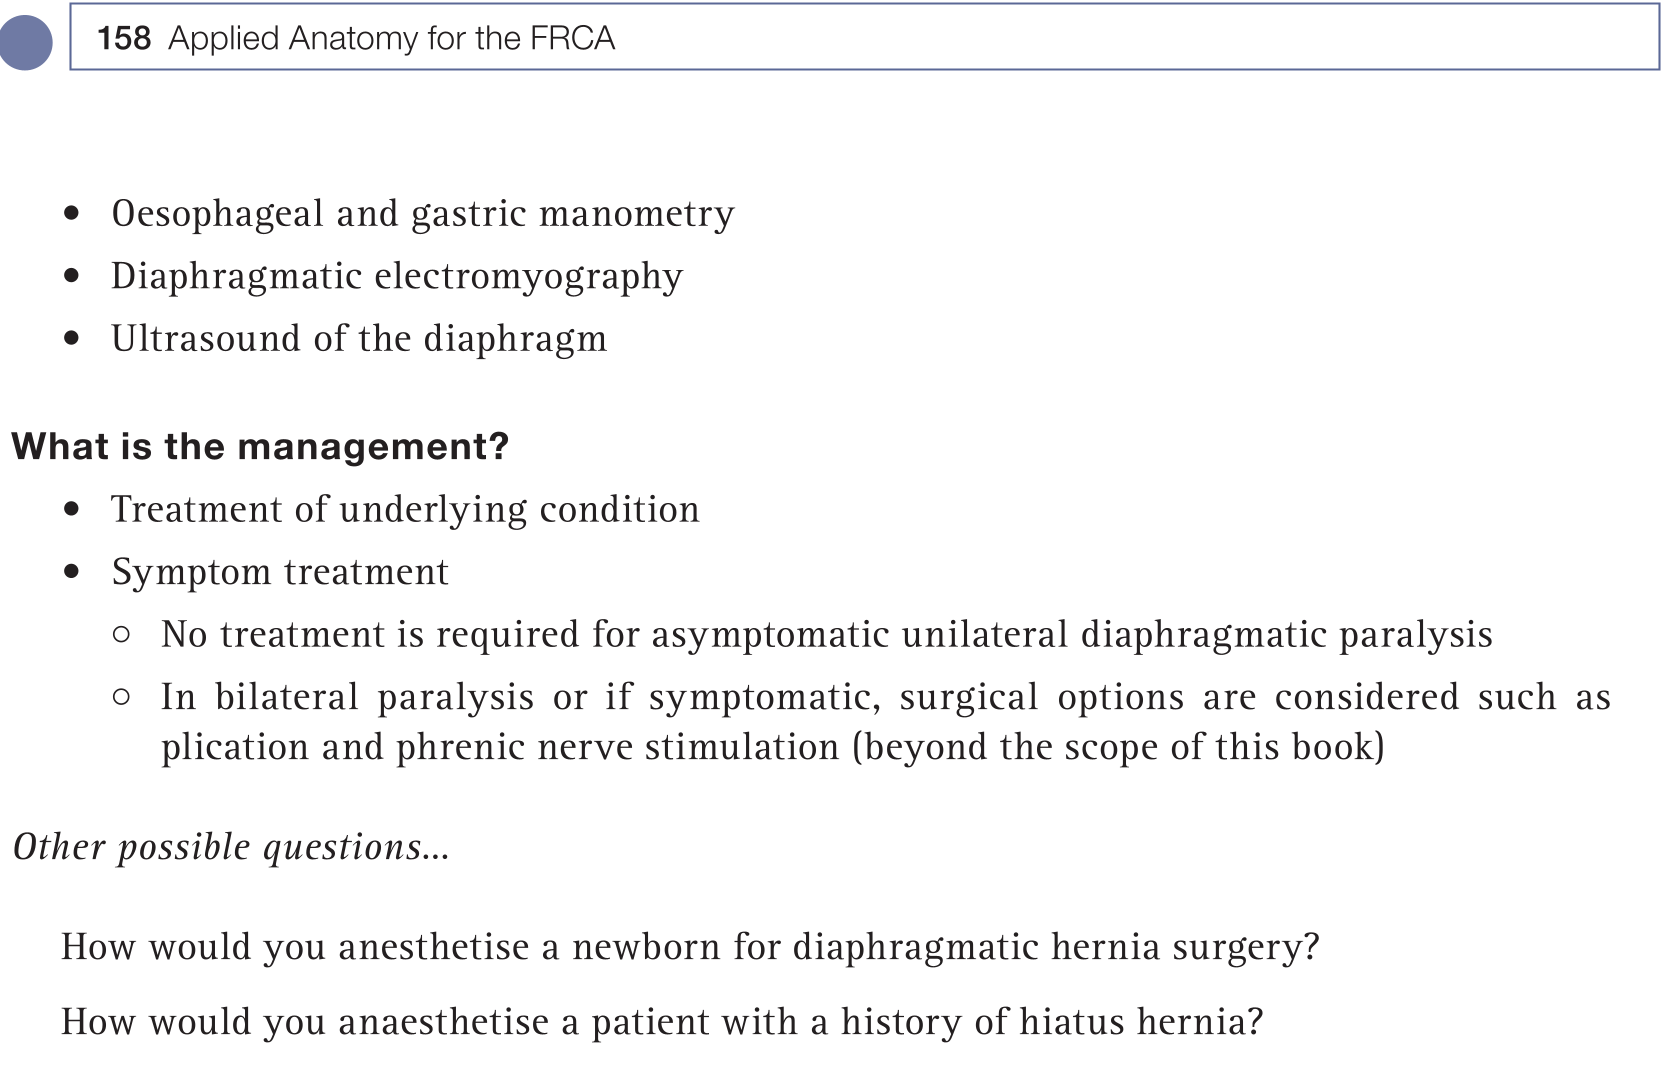 158 Applied Anatomy for the FRCA
• Oesophageal and gastric manometry
• Diaphragmatic electromyography
• Ultrasound of the diaphragm
What is the management?
• Treatment of underlying condition
• Symptom treatment
○ No treatment is required for asymptomatic unilateral diaphragmatic paralysis
○ In bilateral paralysis or if symptomatic, surgical options are considered such as
plication and phrenic nerve stimulation (beyond the scope of this book)
Other possible questions...
How would you anesthetise a newborn for diaphragmatic hernia surgery?
How would you anaesthetise a patient with a history of hiatus hernia?